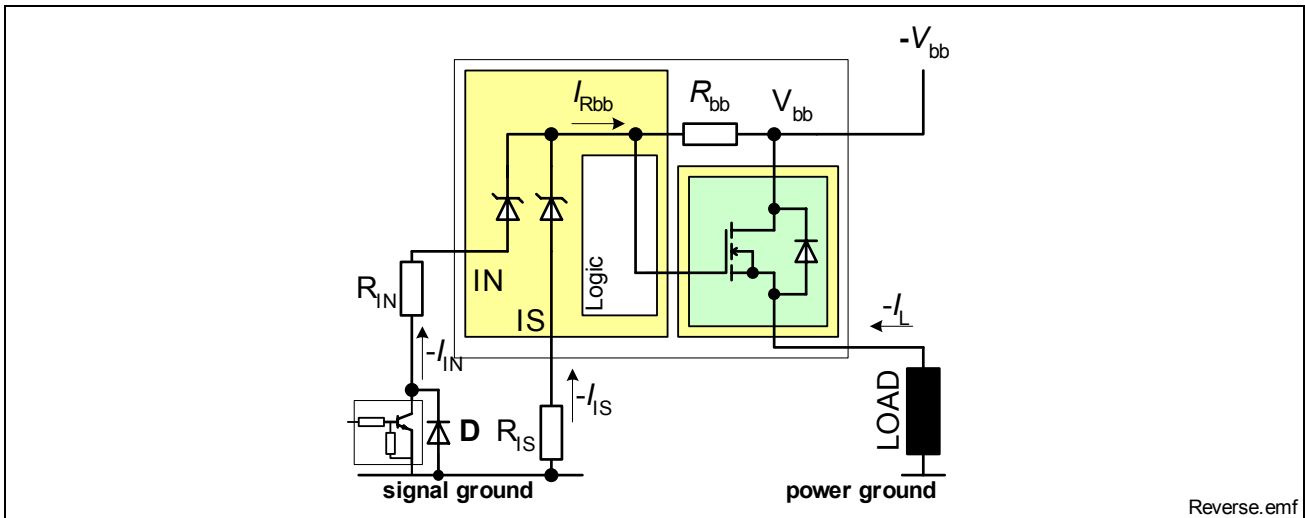 -Vbb
IRbb
Rbb
Vbb
Logic
IN
RIN
IS
-IL
-IIN
-IIS
LOAD
D
RIS
signal ground
power ground
Reverse.emf